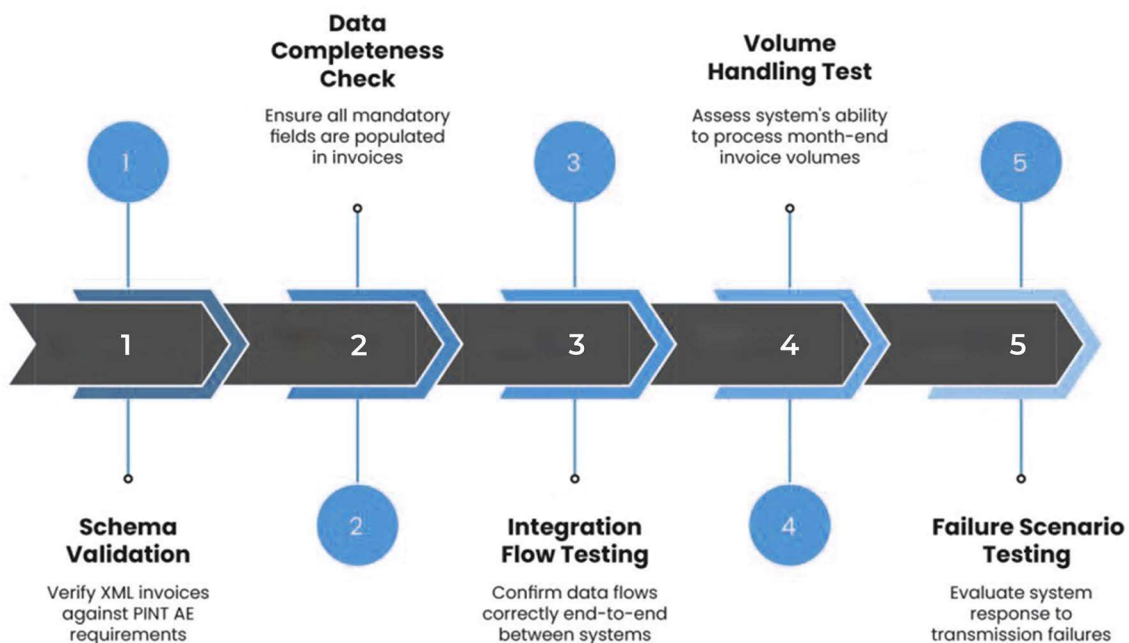 1
1
Schema
Validation
Verify XML invoices
against PINT AE
requirements
Data
Completeness
Check
Ensure all mandatory
fields are populated
in invoices
2
2
3
3
Integration
Flow Testing
Confirm data flows
correctly end-to-end
between systems
Volume
Handling Test
Assess system's ability
to process month-end
invoice volumes
4
4
5
5
Failure Scenario
Testing
Evaluate system
response to
transmission failures